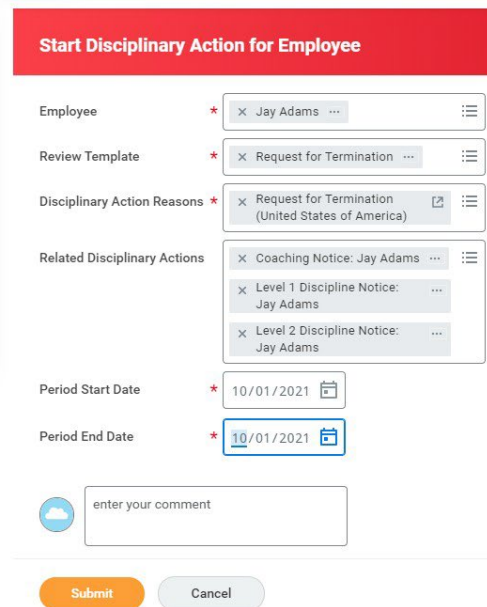 Start Disciplinary Action for Employee
Employee * × Jay Adams ...
Review Template * × Request for Termination ...
Disciplinary Action Reasons * × Request for Termination
(United States of America)
Related Disciplinary Actions × Coaching Notice: Jay Adams ...
× Level 1 Discipline Notice: ...
Jay Adams
× Level 2 Discipline Notice: ...
Jay Adams
Period Start Date * 10/01/2021
Period End Date * 10/01/2021
enter your comment
Submit Cancel